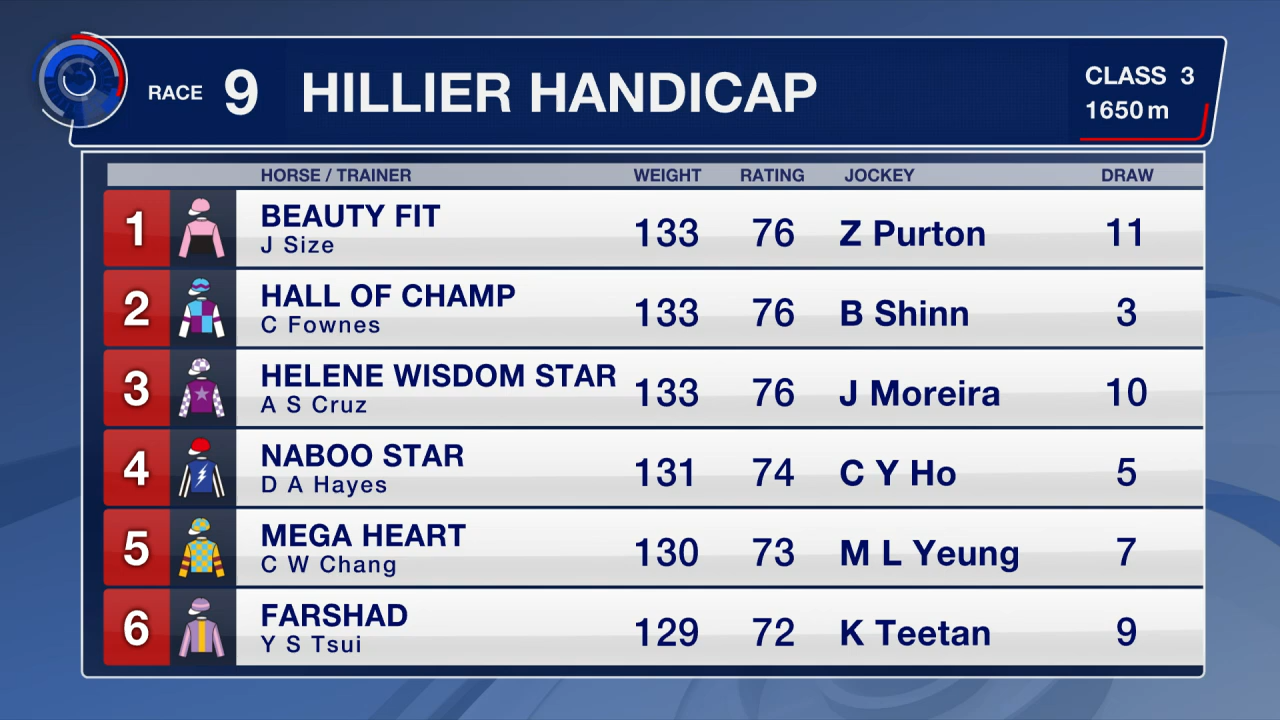 RACE 9 HILLIER HANDICAP
CLASS 3
1650m
HORSE / TRAINER WEIGHT RATING JOCKEY DRAW
1 BEAUTY FIT 133 76 Z Purton 11
J Size
2 HALL OF CHAMP 133 76 B Shinn 3
C Fownes
3 HELENE WISDOM STAR 133 76 J Moreira 10
A S Cruz
4 NABOO STAR 131 74 C Y Ho 5
D A Hayes
5 MEGA HEART 130 73 M L Yeung 7
C W Chang
6 FARSHAD 129 72 K Teetan 9
Y S Tsui